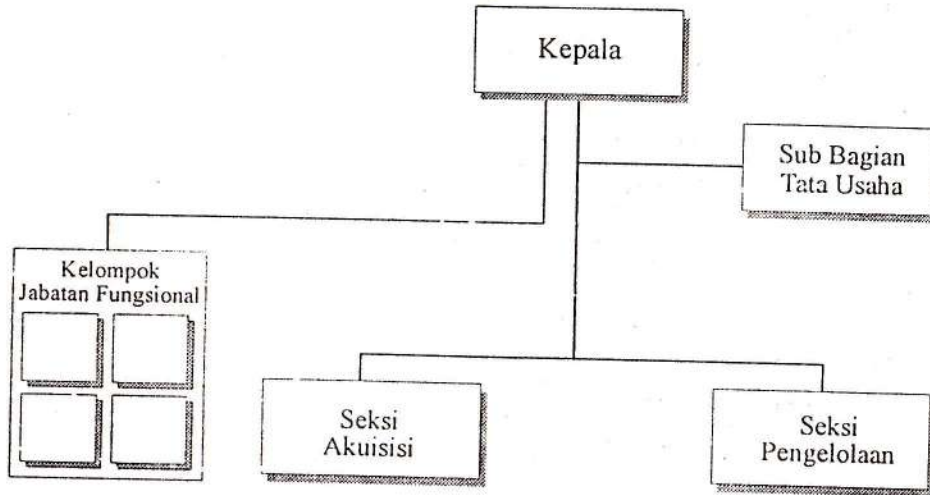 Kepala
Sub Bagian
Tata Usaha
Kelompok
Jabatan Fungsional
Seksi
Akuisisi
Seksi
Pengelolaan